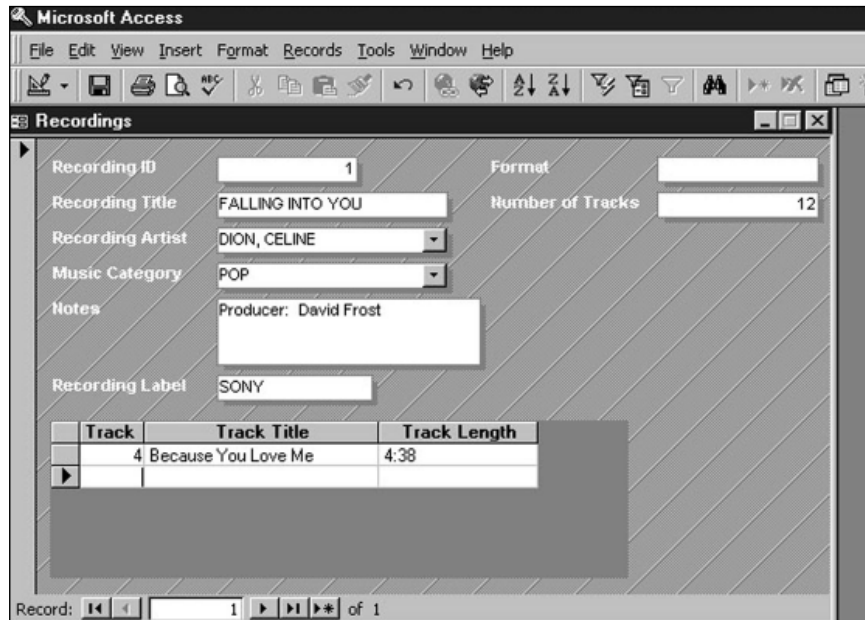 Microsoft Access
File Edit View Insert Format Records Tools Window Help
ABC
A Z Z A
Recordings
Recording ID 1 Format
Recording Title FALLING INTO YOU Number of Tracks 12
Recording Artist DION, CELINE
Music Category POP
Notes Producer: David Frost
Recording Label SONY
Track Track Title Track Length
4 Because You Love Me 4:38
Record: 1 of 1